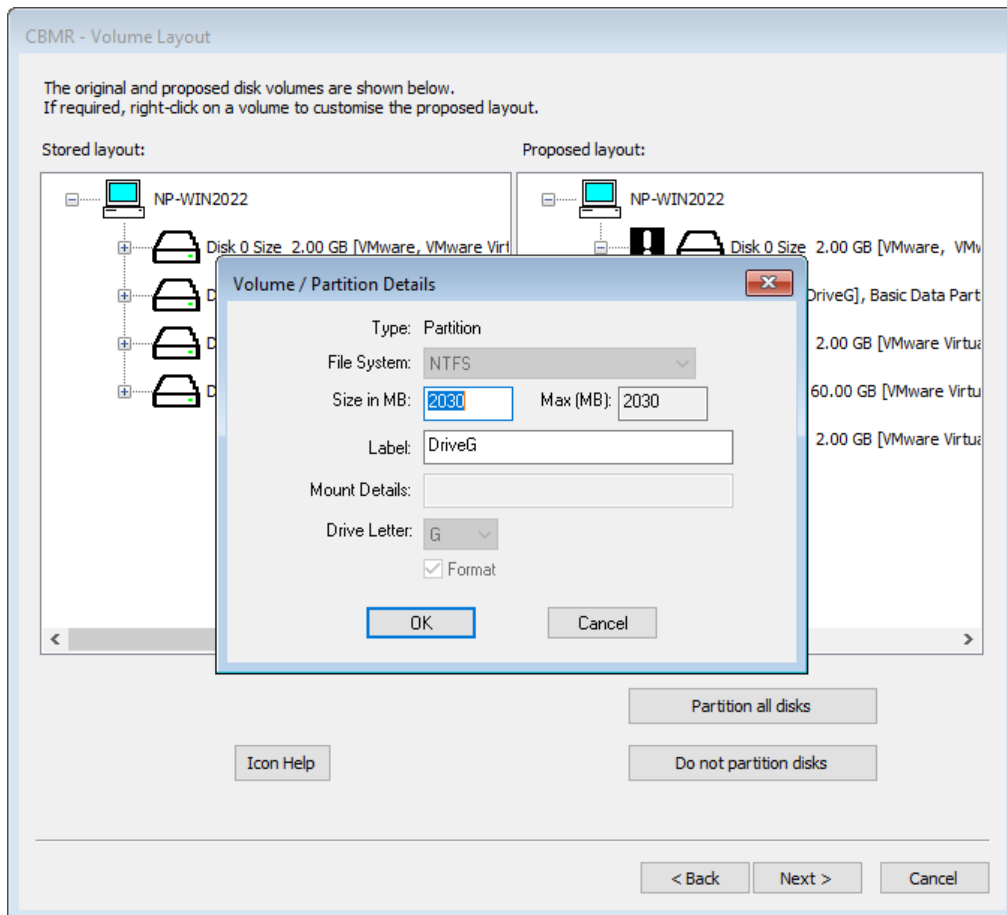 CBMR - Volume Layout
The original and proposed disk volumes are shown below.
If required, right-click on a volume to customise the proposed layout.
Stored layout:
Proposed layout:
NP-WIN2022
NP-WIN2022
Disk 0 Size 2.00 GB [VMware, VMware Virt
Disk 0 Size 2.00 GB [VMware, VMw
DriveG], Basic Data Part
2.00 GB [VMware Virtua
60.00 GB [VMware Virtu
2.00 GB [VMware Virtua
Volume / Partition Details
Type: Partition
File System: NTFS
Size in MB: 2030 Max (MB): 2030
Label: DriveG
Mount Details:
Drive Letter: G
Format
OK Cancel
Partition all disks
Icon Help
Do not partition disks
< Back Next > Cancel